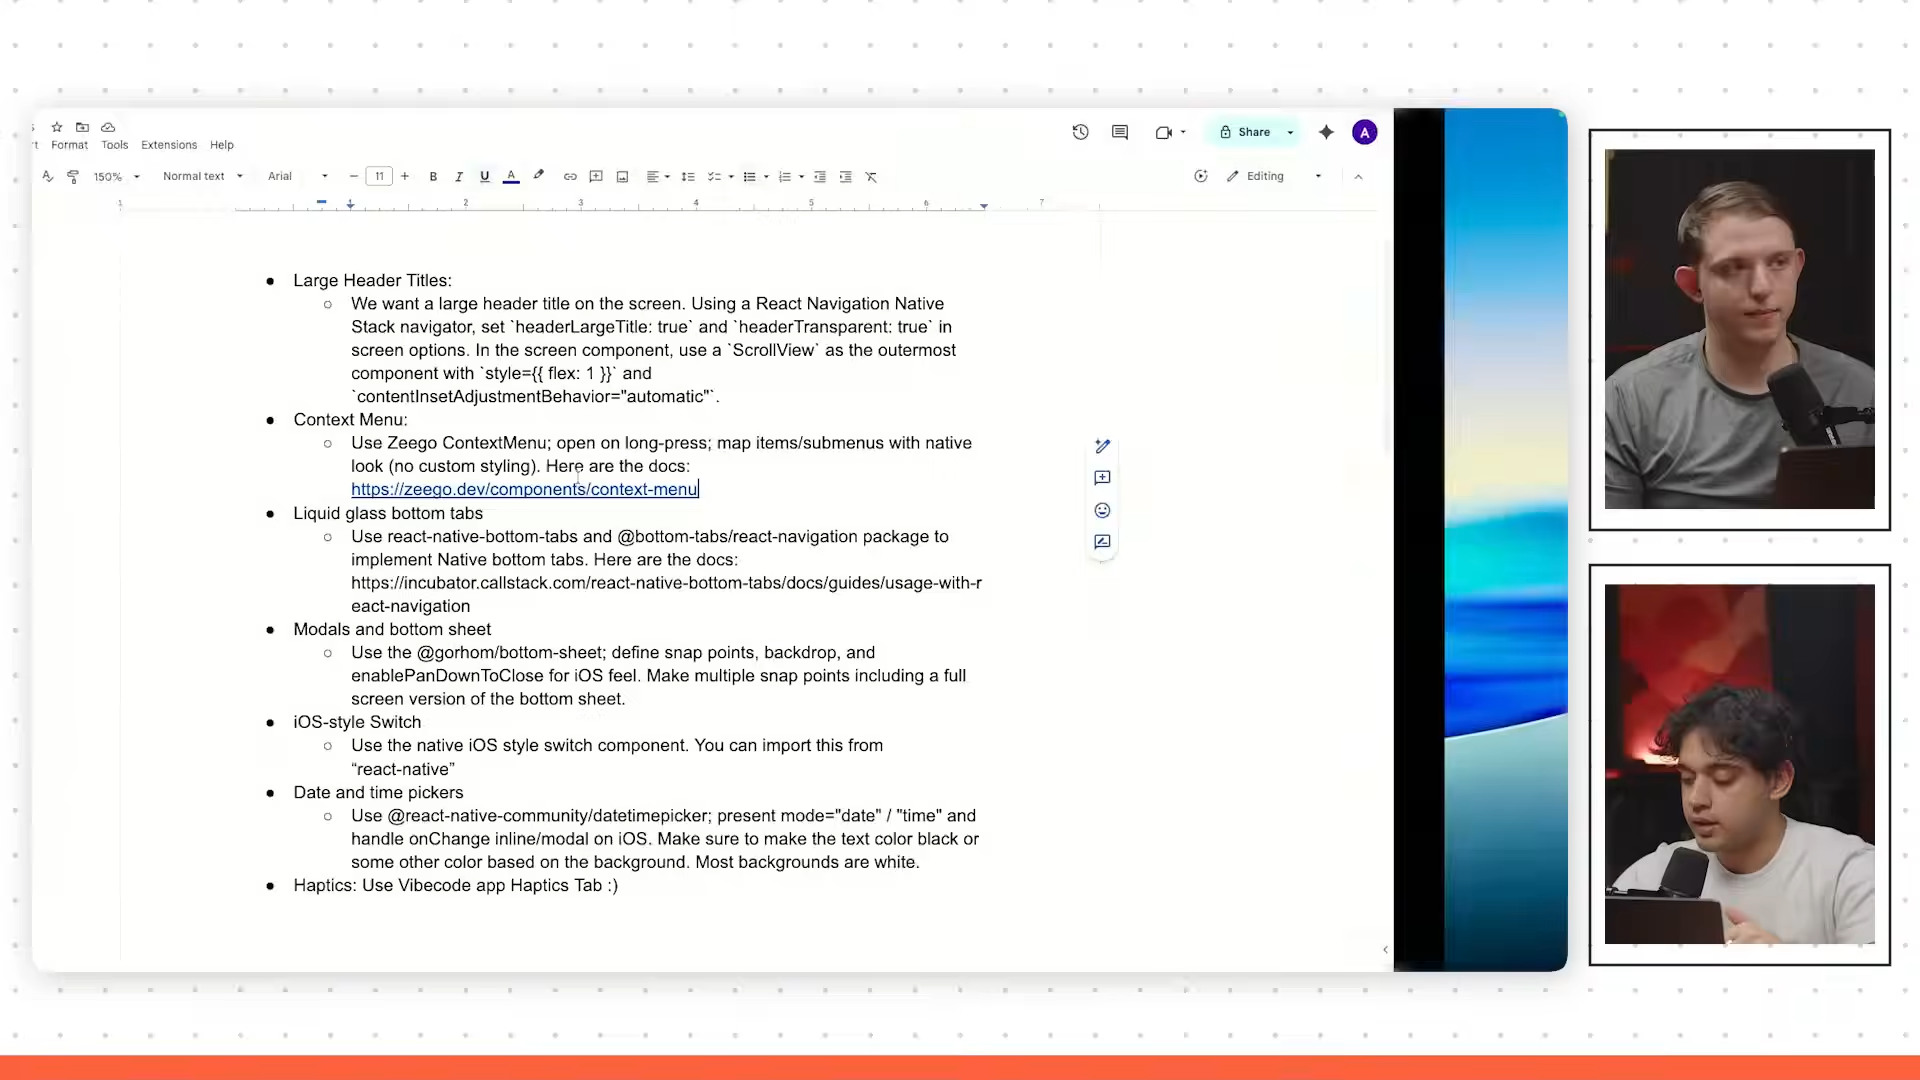 Format Tools Extensions Help
Share
A
150% Normal text Arial 11 B I U A Editing
1 2 3 4 5 6 7
Large Header Titles:
We want a large header title on the screen. Using a React Navigation Native
Stack navigator, set `headerLargeTitle: true` and `headerTransparent: true` in
screen options. In the screen component, use a `ScrollView` as the outermost
component with `style={{ flex: 1 }}` and
`contentInsetAdjustmentBehavior="automatic"`.
Context Menu:
Use Zeego ContextMenu; open on long-press; map items/submenus with native
look (no custom styling). Here are the docs:
https://zeego.dev/components/context-menu
Liquid glass bottom tabs
Use react-native-bottom-tabs and @bottom-tabs/react-navigation package to
implement Native bottom tabs. Here are the docs:
https://incubator.callstack.com/react-native-bottom-tabs/docs/guides/usage-with-r
eact-navigation
Modals and bottom sheet
Use the @gorhom/bottom-sheet; define snap points, backdrop, and
enablePanDownToClose for iOS feel. Make multiple snap points including a full
screen version of the bottom sheet.
iOS-style Switch
Use the native iOS style switch component. You can import this from
“react-native”
Date and time pickers
Use @react-native-community/datetimepicker; present mode="date" / "time" and
handle onChange inline/modal on iOS. Make sure to make the text color black or
some other color based on the background. Most backgrounds are white.
Haptics: Use Vibecode app Haptics Tab :)